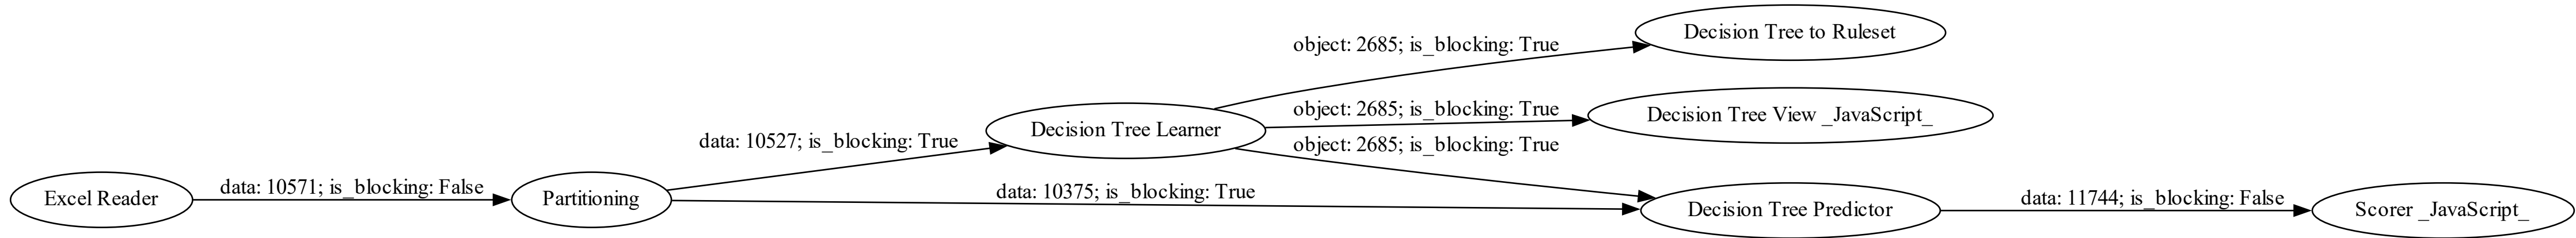 Decision Tree to Ruleset
object: 2685; is_blocking: True
object: 2685; is_blocking: True
Decision Tree View _JavaScript_
Decision Tree Learner
data: 10527; is_blocking: True
object: 2685; is_blocking: True
Excel Reader
data: 10571; is_blocking: False
Partitioning
data: 10375; is_blocking: True
Decision Tree Predictor
data: 11744; is_blocking: False
Scorer _JavaScript_